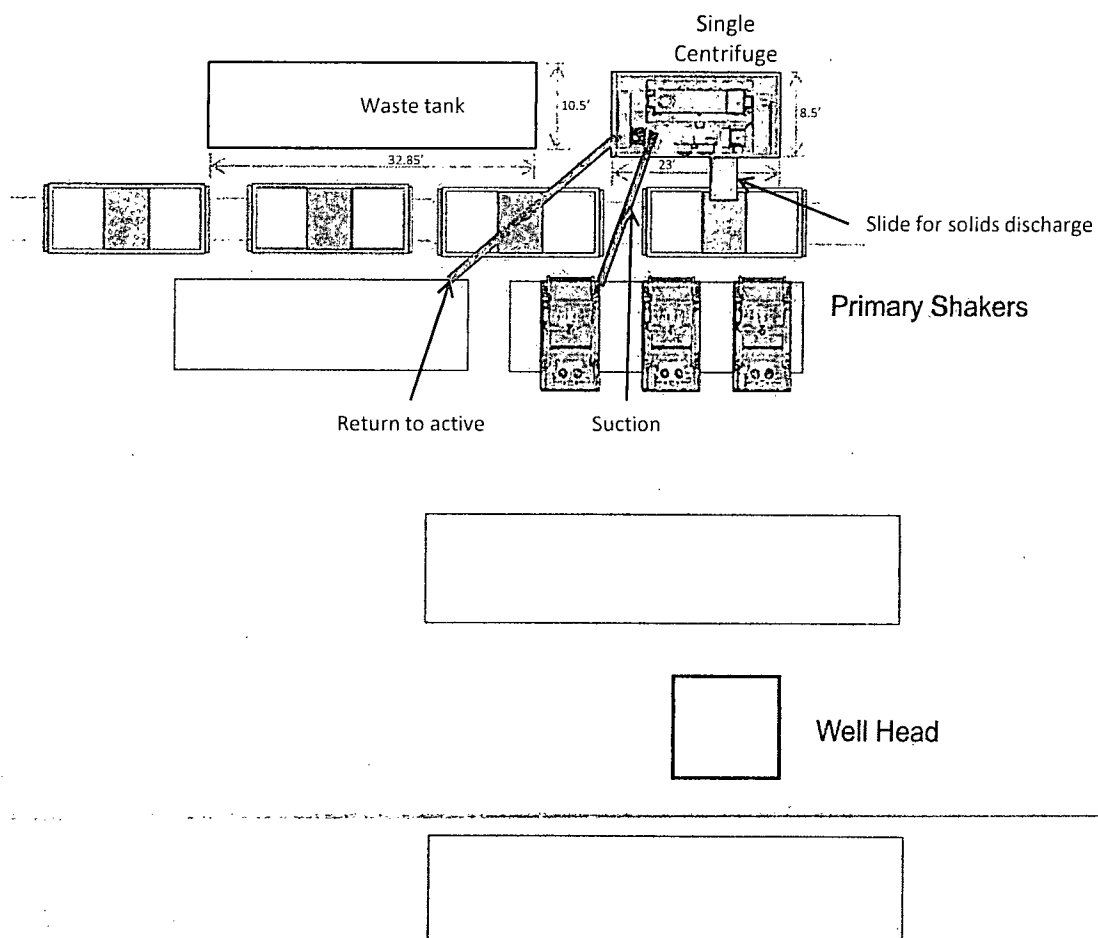 Single
Centrifuge
Waste tank
10.5'
8.5'
32.85'
23'
Slide for solids discharge
Primary Shakers
Return to active
Suction
Well Head